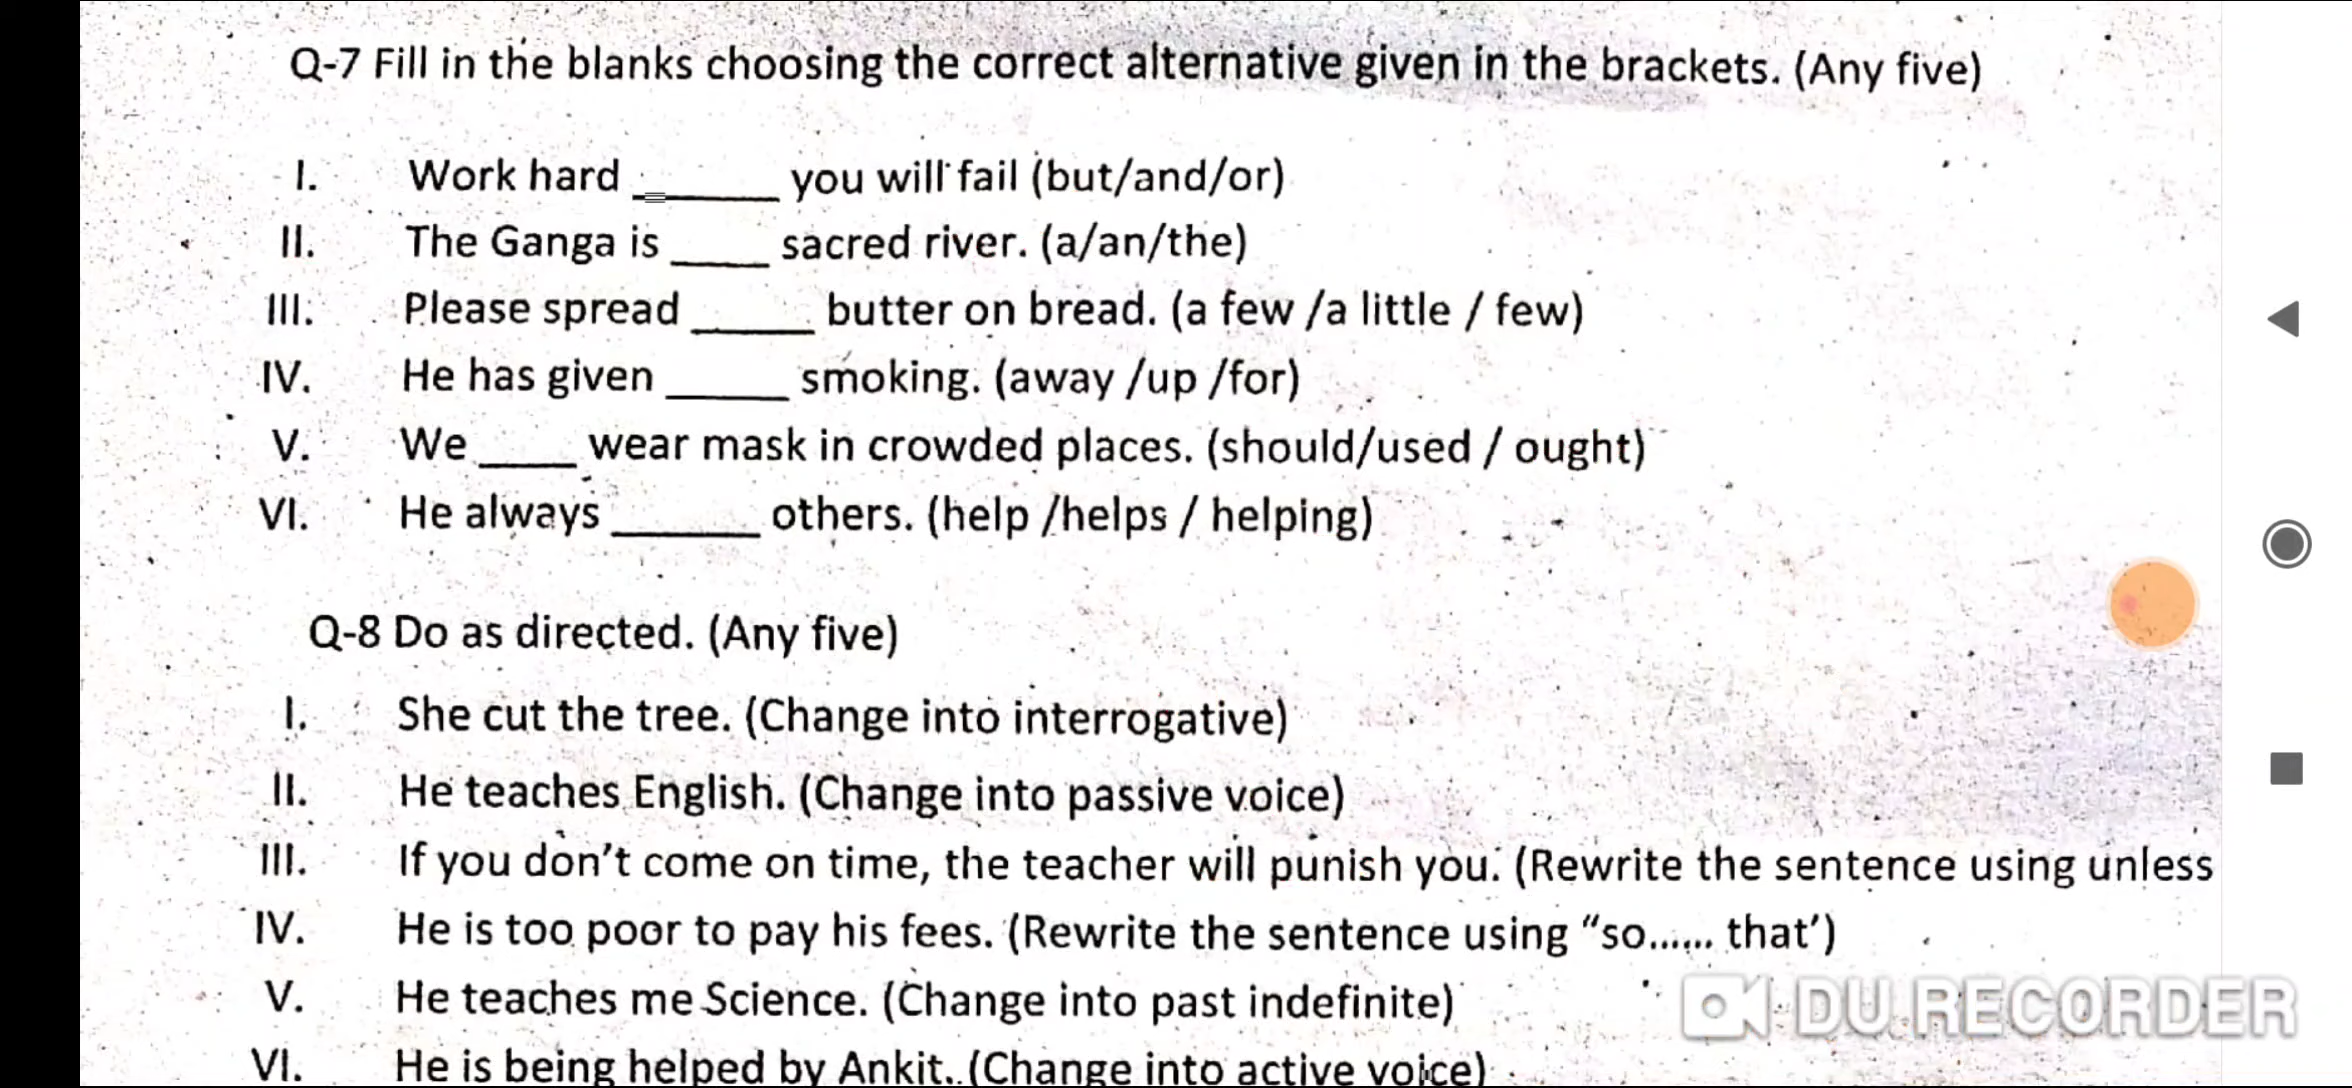 Q-7 Fill in the blanks choosing the correct alternative given in the brackets. (Any five)
I. Work hard ______ you will fail (but/and/or)
II. The Ganga is ____ sacred river. (a/an/the)
III. Please spread _____ butter on bread. (a few /a little / few)
IV. He has given _____ smoking. (away /up /for)
V. We ____ wear mask in crowded places. (should/used / ought)
VI. He always ______ others. (help /helps / helping)
Q-8 Do as directed. (Any five)
I. She cut the tree. (Change into interrogative)
II. He teaches English. (Change into passive voice)
III. If you don’t come on time, the teacher will punish you. (Rewrite the sentence using unless
IV. He is too poor to pay his fees. (Rewrite the sentence using “so...... that’)
V. He teaches me Science. (Change into past indefinite)
VI. He is being helped by Ankit. (Change into active voice)
DU RECORDER